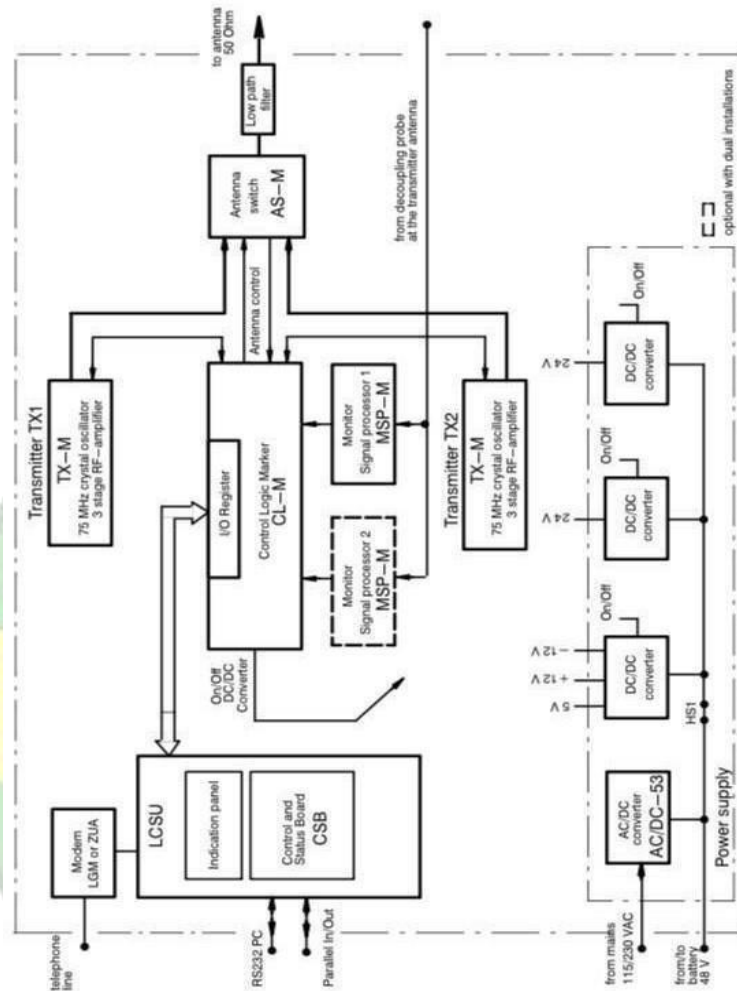 telephone
line
Modem
LGM or ZUA
LCSU
Indication panel
Control and
Status Board
CSB
RS232 PC
Parallel In/Out
On/Off
DC/DC
Converter
Transmitter TX1
TX–M
75 MHz crystal oscillator
3 stage RF–amplifier
I/O Register
Control Logic Marker
CL–M
Antenna control
Antenna
switch
AS–M
Low path
filter
to antenna
50 Ohm
Monitor
Signal processor 2
MSP–M
Monitor
Signal processor 1
MSP–M
from decoupling probe
at the transmitter antenna
Transmitter TX2
TX–M
75 MHz crystal oscillator
3 stage RF–amplifier
from mains
115/230 VAC
from/to
battery
48 V
AC/DC
converter
AC/DC–53
Power supply
HS1
5 V
+12 V
–12 V
On/Off
DC/DC
converter
24 V
On/Off
DC/DC
converter
24 V
On/Off
DC/DC
converter
optional with dual installations